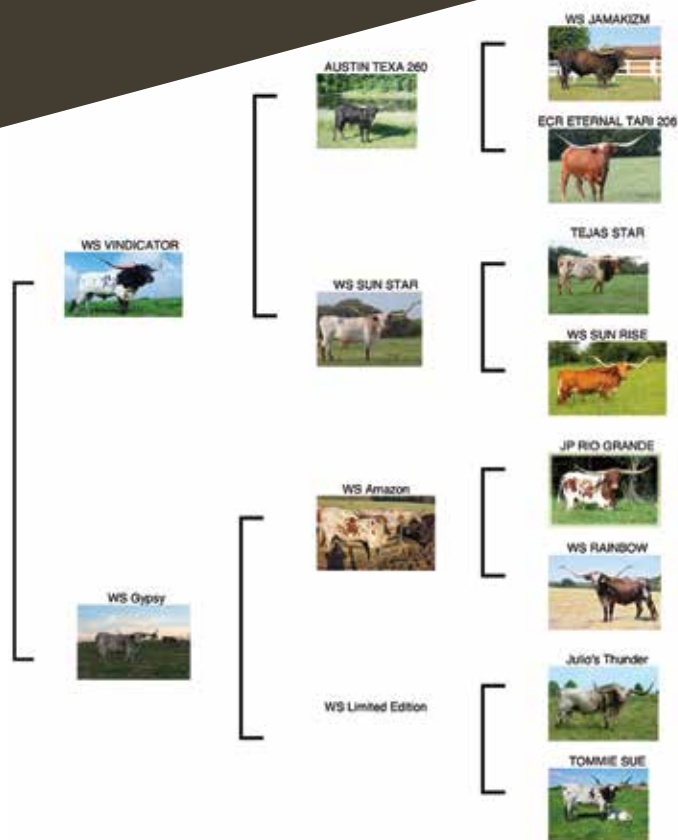 WS JAMAKIZM
AUSTIN TEXA 260
ECR ETERNAL TARI 206
TEJAS STAR
WS VINDICATOR
WS SUN STAR
WS SUN RISE
JP RIO GRANDE
WS Amazon
WS RAINBOW
WS Gypsy
Julio's Thunder
WS Limited Edition
TOMMIE SUE